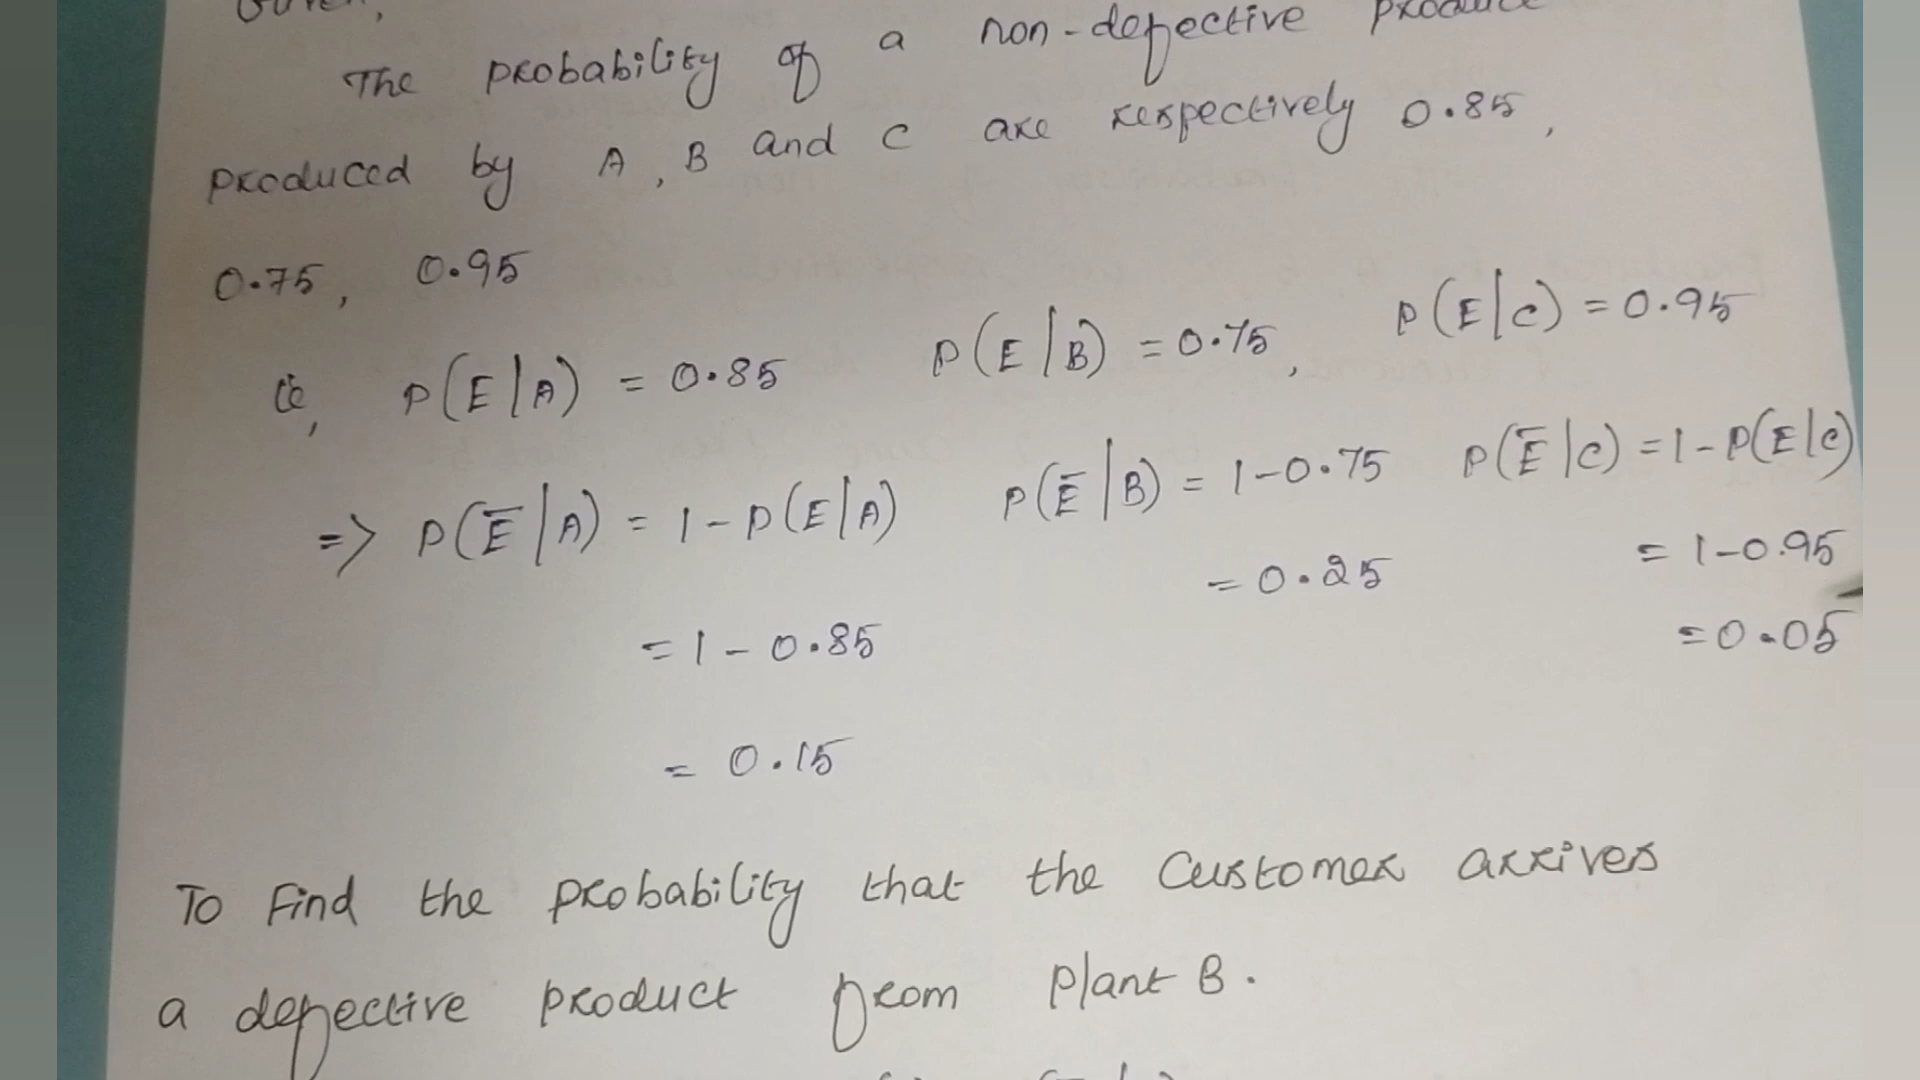 The probability of a non-defective
produced by A, B and C are respectively 0.85,
0.75, 0.95
ie, P(E|A) = 0.85 P(E|B) = 0.75, P(E|C) = 0.95
=> P(Ē|A) = 1-P(E|A) P(Ē|B) = 1-0.75 P(Ē|C) = 1-P(E|C)
= 1-0.85 = 0.25 = 1-0.95
= 0.15 = 0.05
To Find the probability that the Customer arrives
a defective product from plant B.